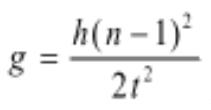 g = h(n – 1)² / 2t²